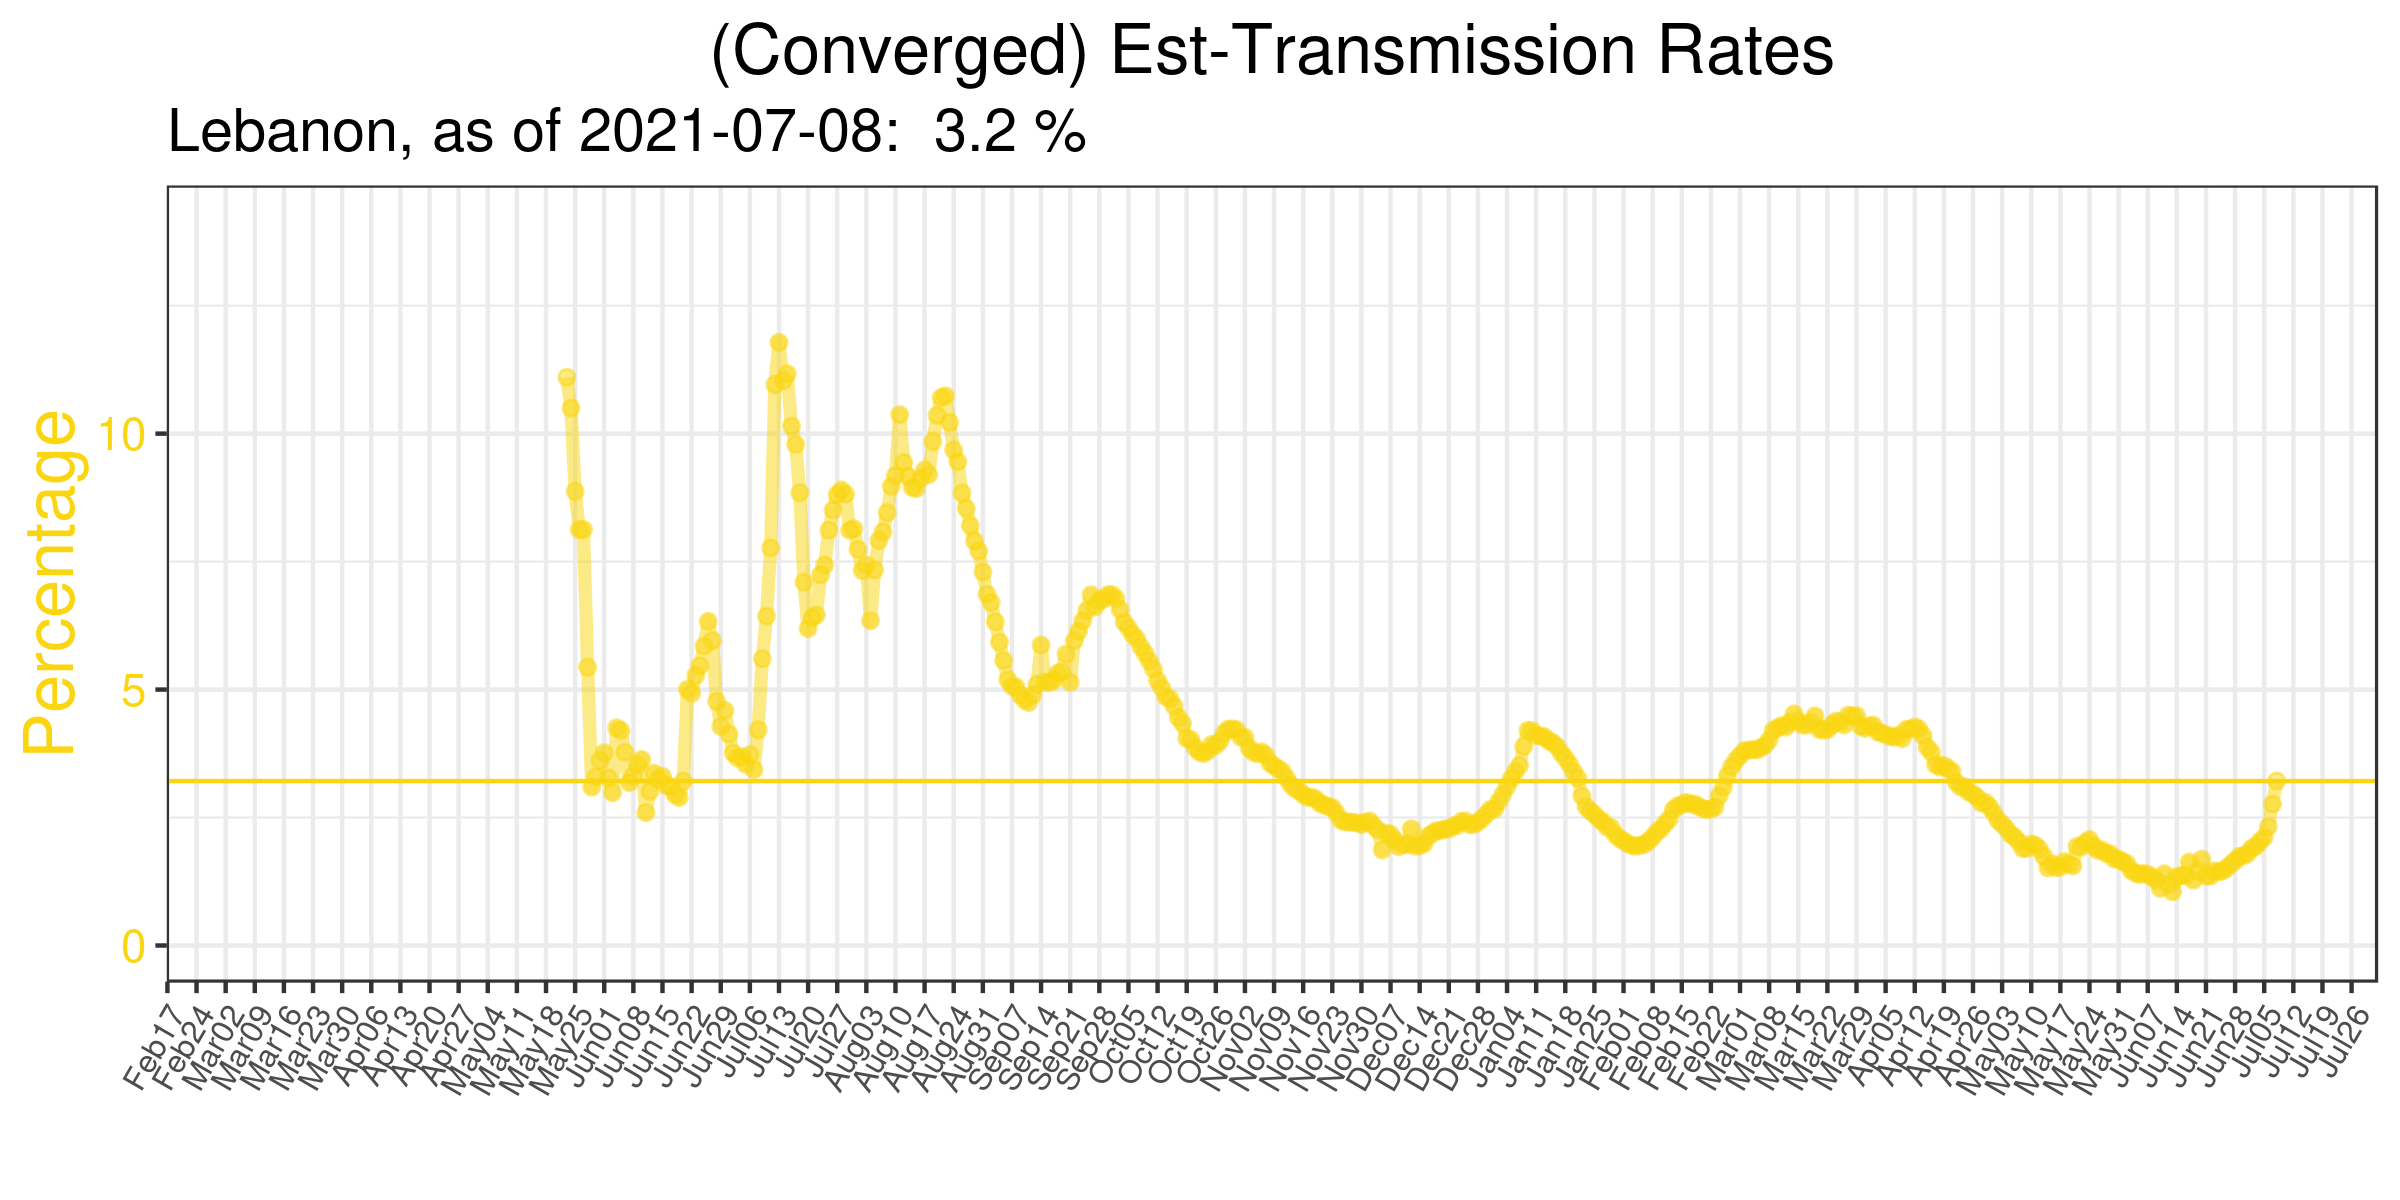 (Converged) Est-Transmission Rates
Lebanon, as of 2021-07-08:  3.2 %
Percentage
10
5
0
Feb17
Feb24
Mar02
Mar09
Mar16
Mar23
Mar30
Apr06
Apr13
Apr20
Apr27
May04
May11
May18
May25
Jun01
Jun08
Jun15
Jun22
Jun29
Jul06
Jul13
Jul20
Jul27
Aug03
Aug10
Aug17
Aug24
Aug31
Sep07
Sep14
Sep21
Sep28
Oct05
Oct12
Oct19
Oct26
Nov02
Nov09
Nov16
Nov23
Nov30
Dec07
Dec14
Dec21
Dec28
Jan04
Jan11
Jan18
Jan25
Feb01
Feb08
Feb15
Feb22
Mar01
Mar08
Mar15
Mar22
Mar29
Apr05
Apr12
Apr19
Apr26
May03
May10
May17
May24
May31
Jun07
Jun14
Jun21
Jun28
Jul05
Jul12
Jul19
Jul26